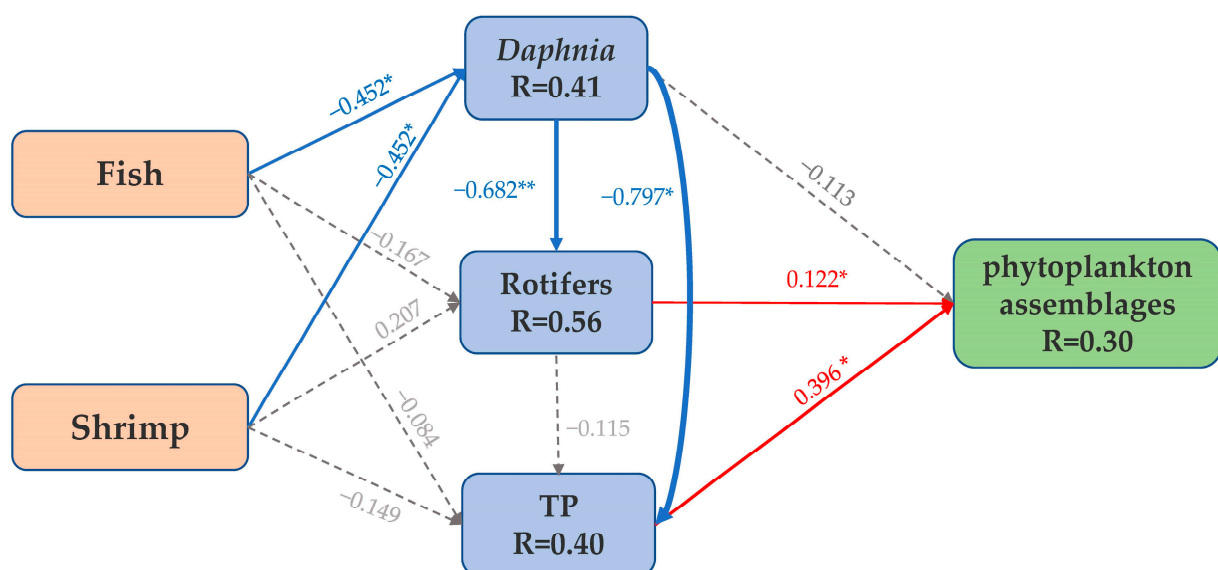 Daphnia
R=0.41
−0.452*
Fish
−0.452*
−0.113
−0.682**
−0.797*
−0.167
phytoplankton
assemblages
R=0.30
Rotifers
R=0.56
0.122*
0.207
0.396 *
Shrimp
−0.084
−0.115
−0.149
TP
R=0.40